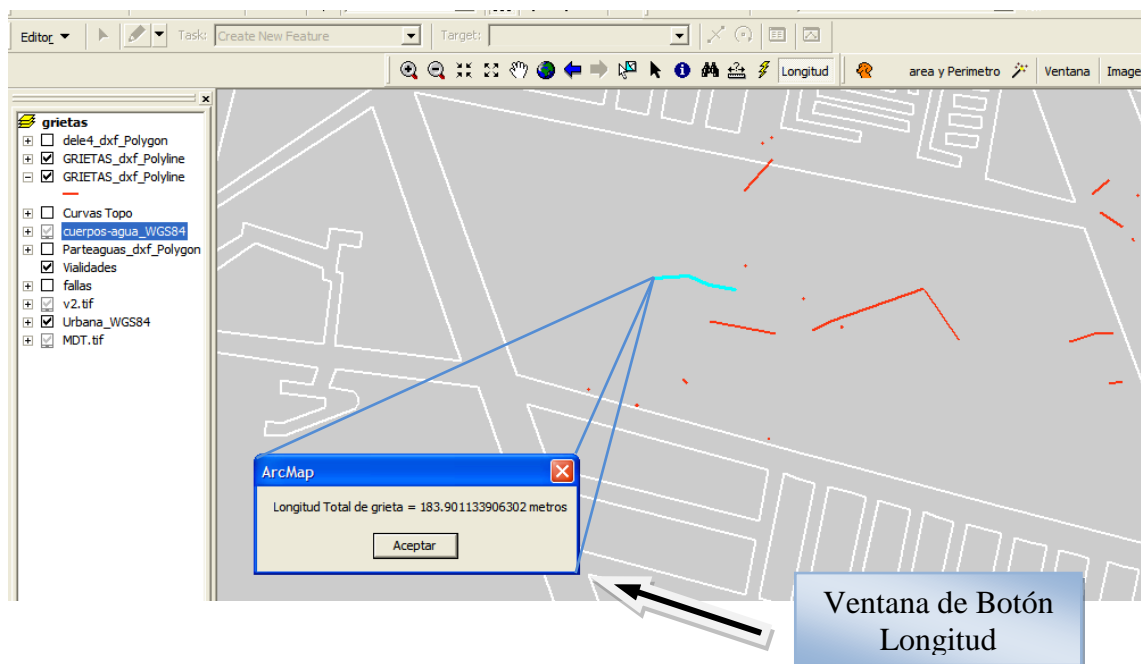 Editor
Task:
Create New Feature
Target:
Longitud
area y Perimetro
Ventana
Image
grietas
dele4_dxf_Polygon
GRIETAS_dxf_Polyline
GRIETAS_dxf_Polyline
Curvas Topo
cuerpos-agua_WGS84
Parteaguas_dxf_Polygon
Vialidades
fallas
v2.tif
Urbana_WGS84
MDT.tif
ArcMap
Longitud Total de grieta = 183.901133906302 metros
Aceptar
Ventana de Botón
Longitud